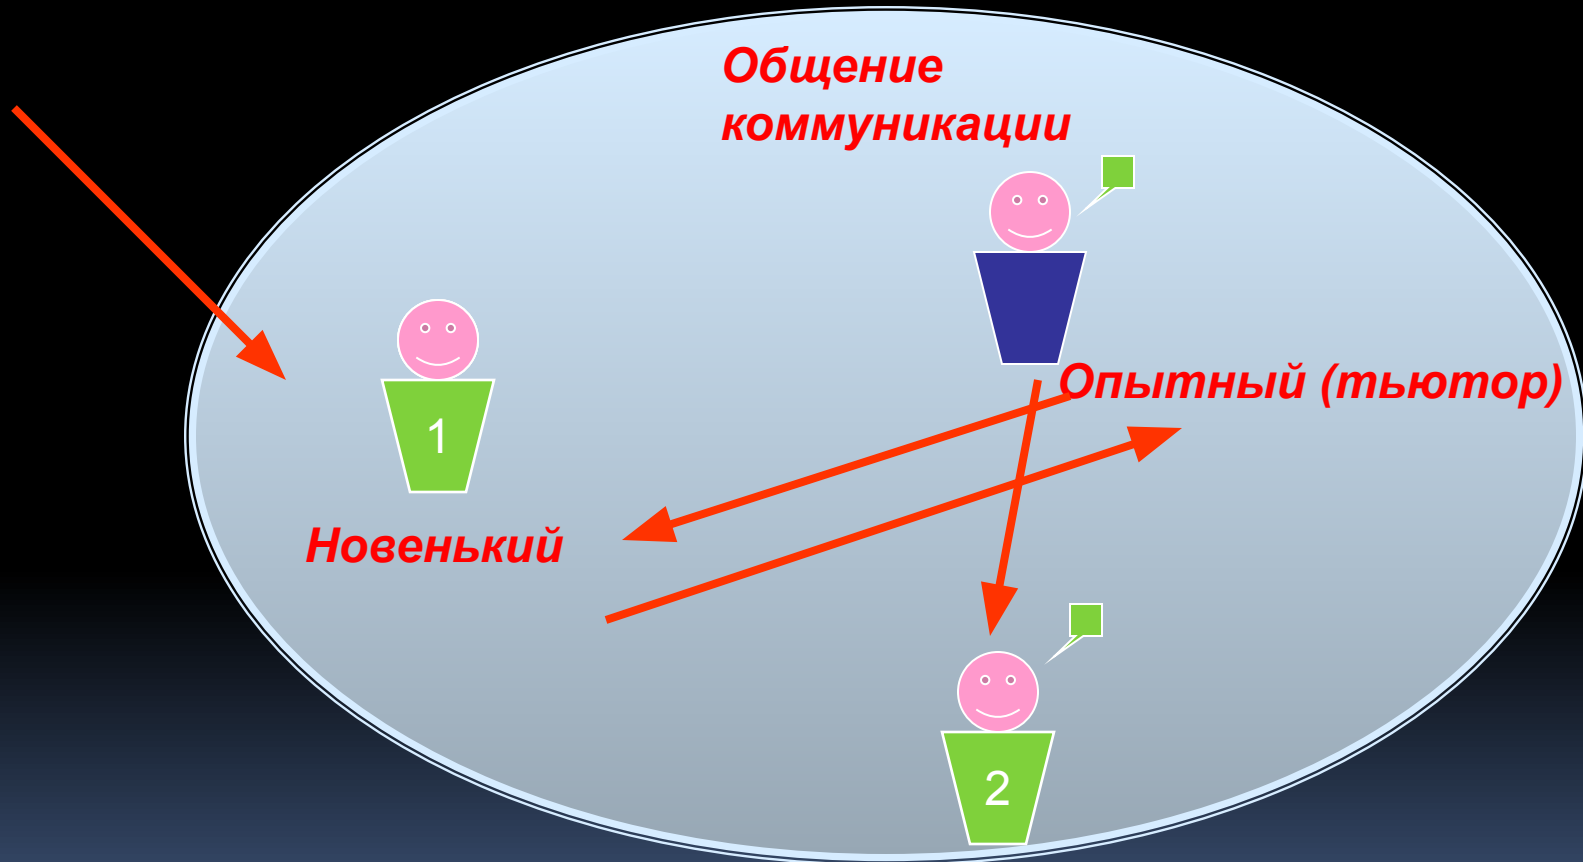 Общение
коммуникации
Опытный (тьютор)
1
Новенький
2